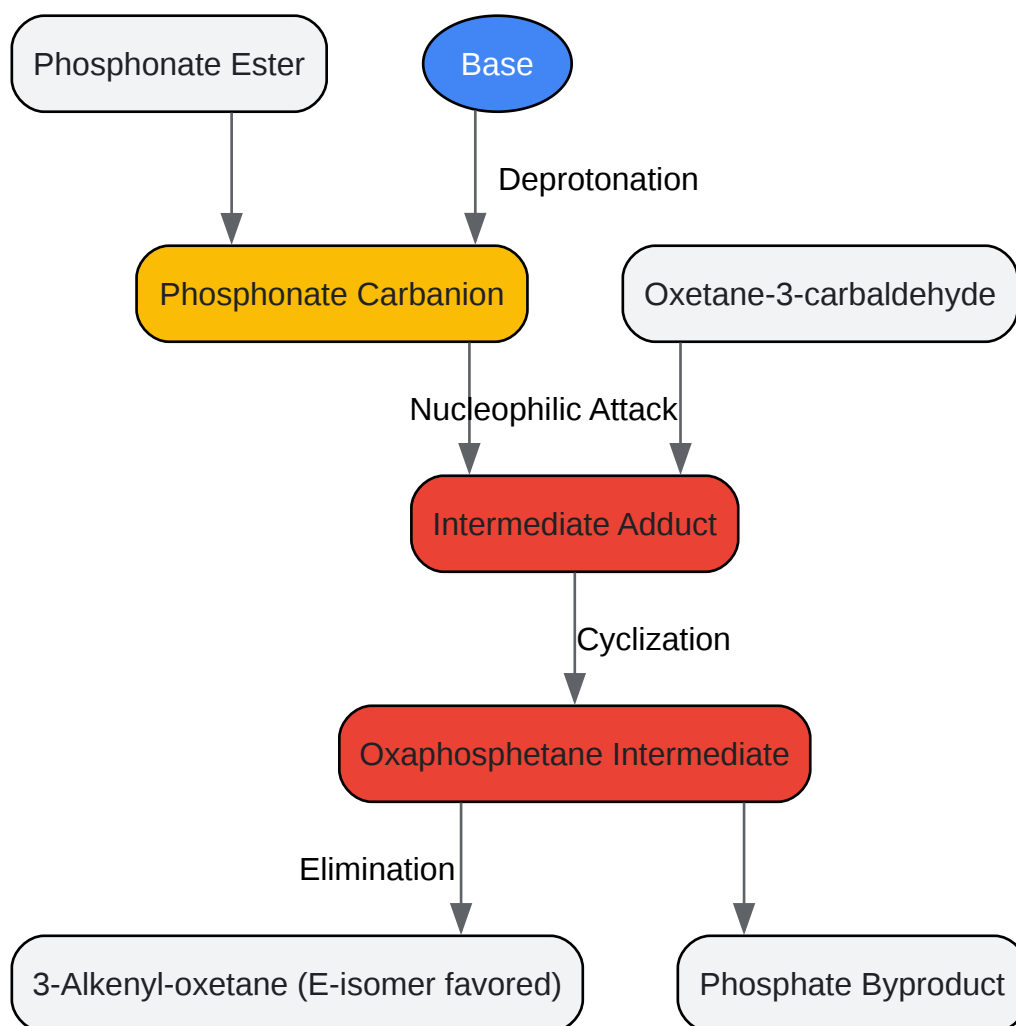 Phosphonate Ester
Base
Deprotonation
Phosphonate Carbanion
Oxetane-3-carbaldehyde
Nucleophilic Attack
Intermediate Adduct
Cyclization
Oxaphosphetane Intermediate
Elimination
3-Alkenyl-oxetane (E-isomer favored)
Phosphate Byproduct